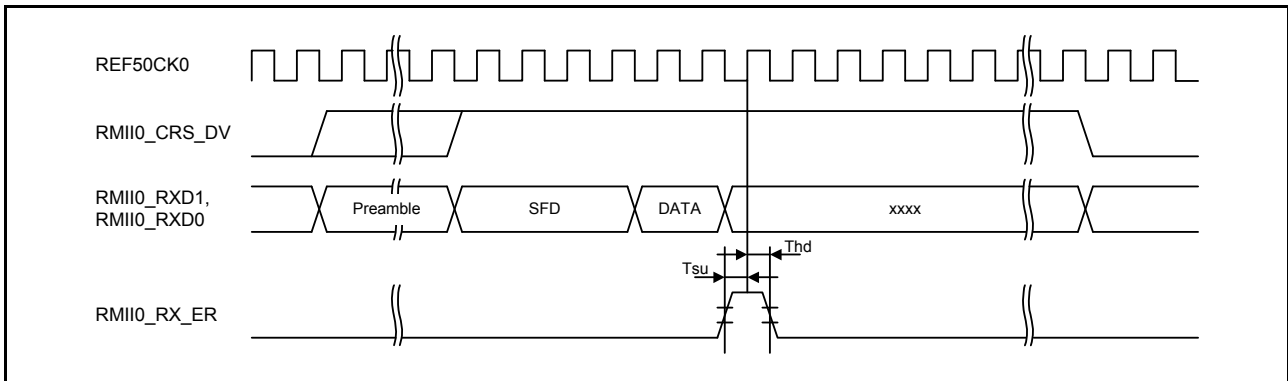 REF50CK0
RMII0_CRS_DV
RMII0_RXD1,
RMII0_RXD0
Preamble
SFD
DATA
xxxx
Thd
Tsu
RMII0_RX_ER